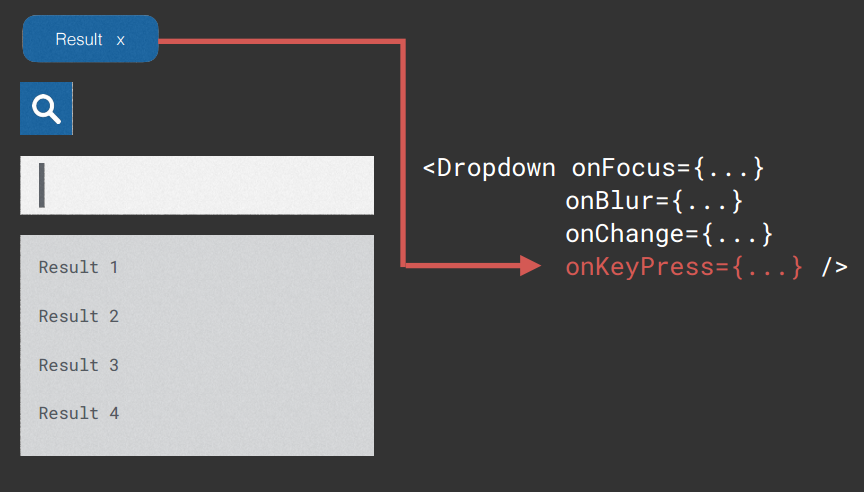 Result x
<Dropdown onFocus={...}
onBlur={...}
onChange={...}
onKeyPress={...} />
Result 1
Result 2
Result 3
Result 4